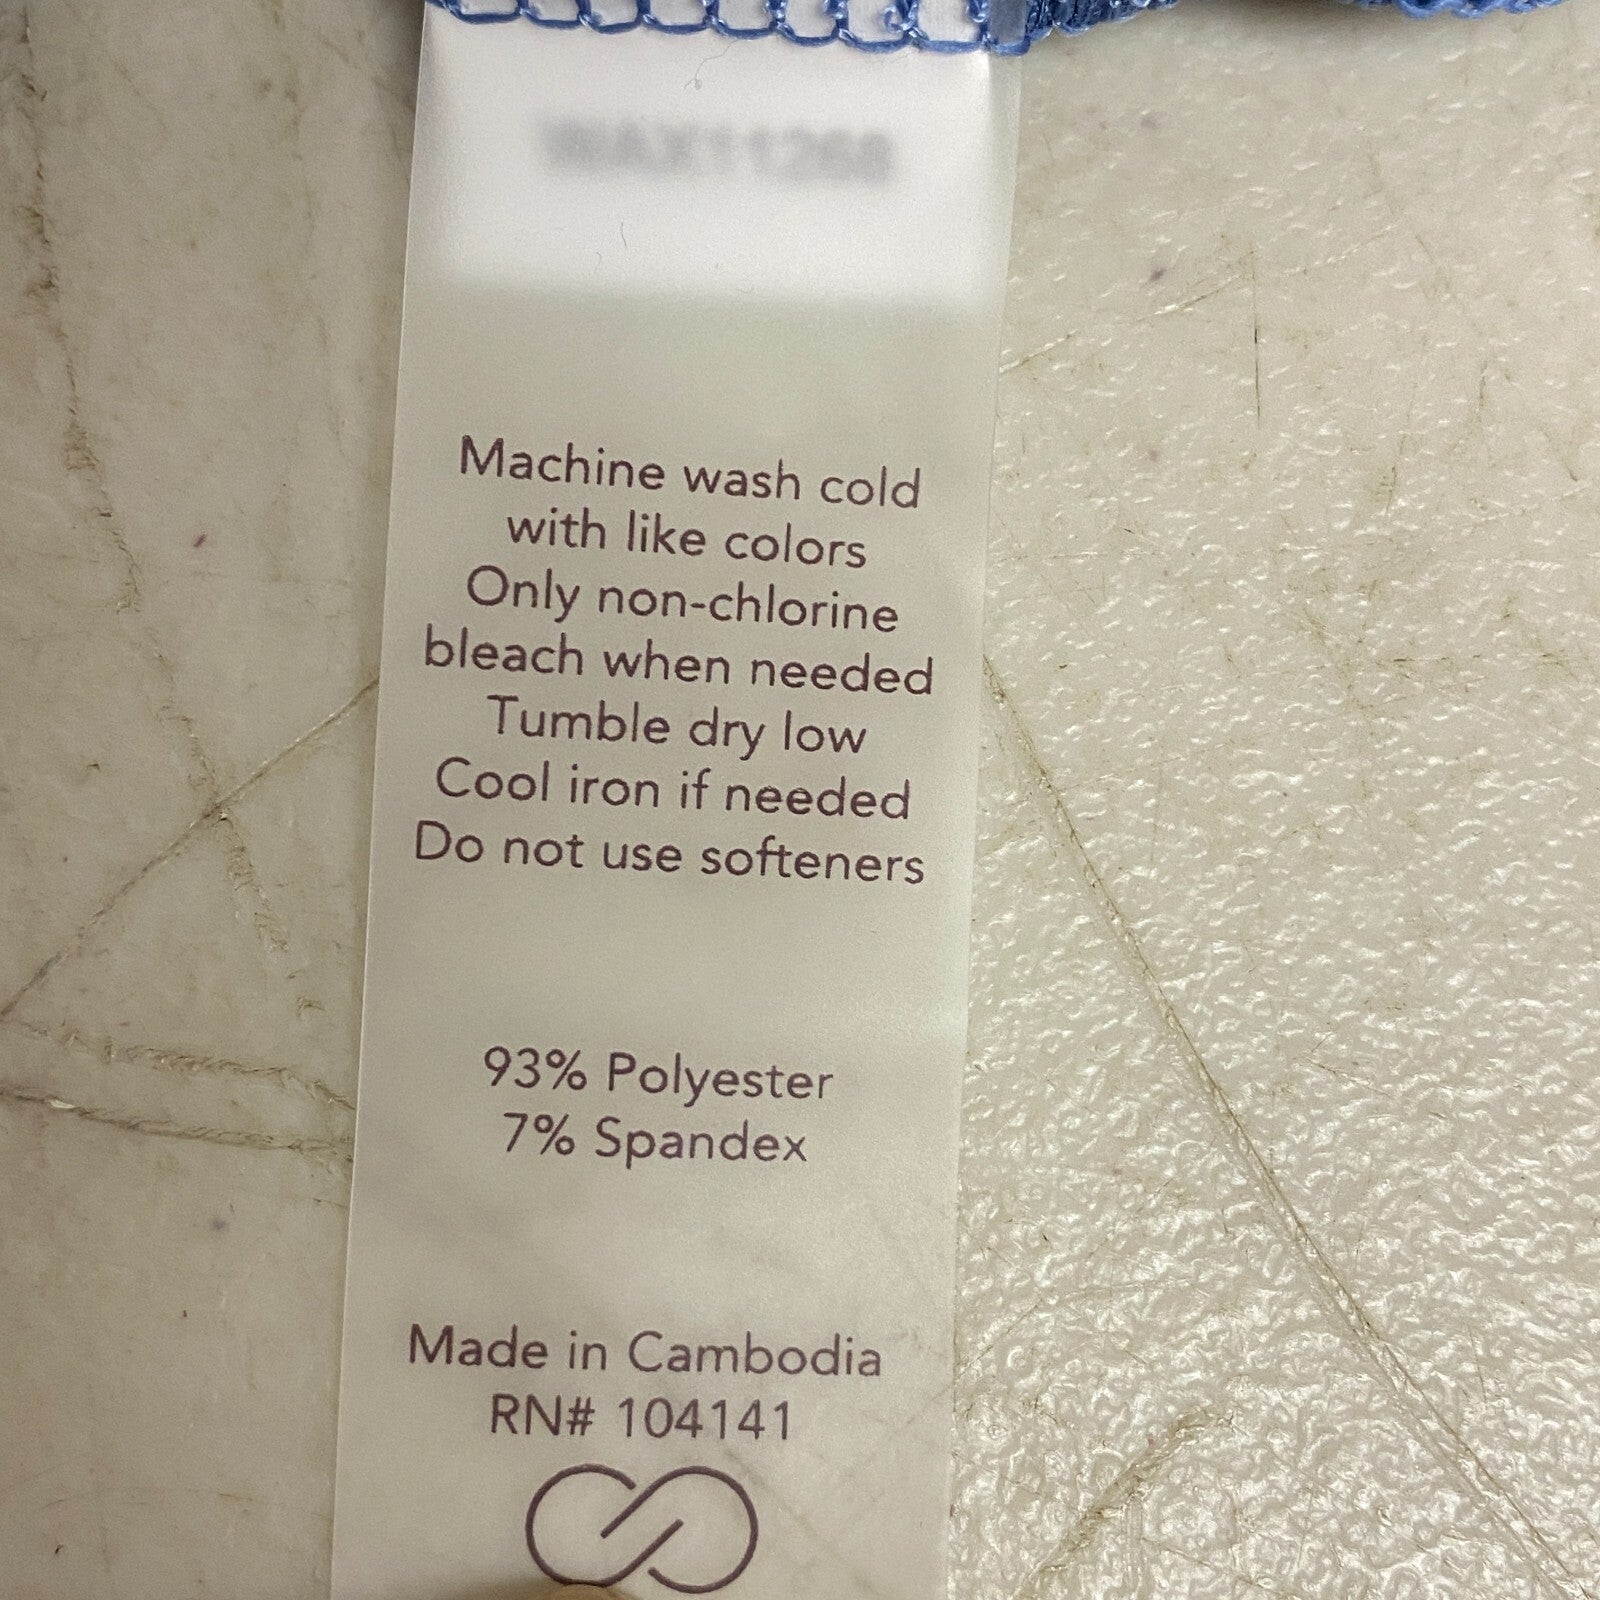 Machine wash cold
with like colors
Only non-chlorine
bleach when needed
Tumble dry low
Cool iron if needed
Do not use softeners
93% Polyester
7% Spandex
Made in Cambodia
RN# 104141